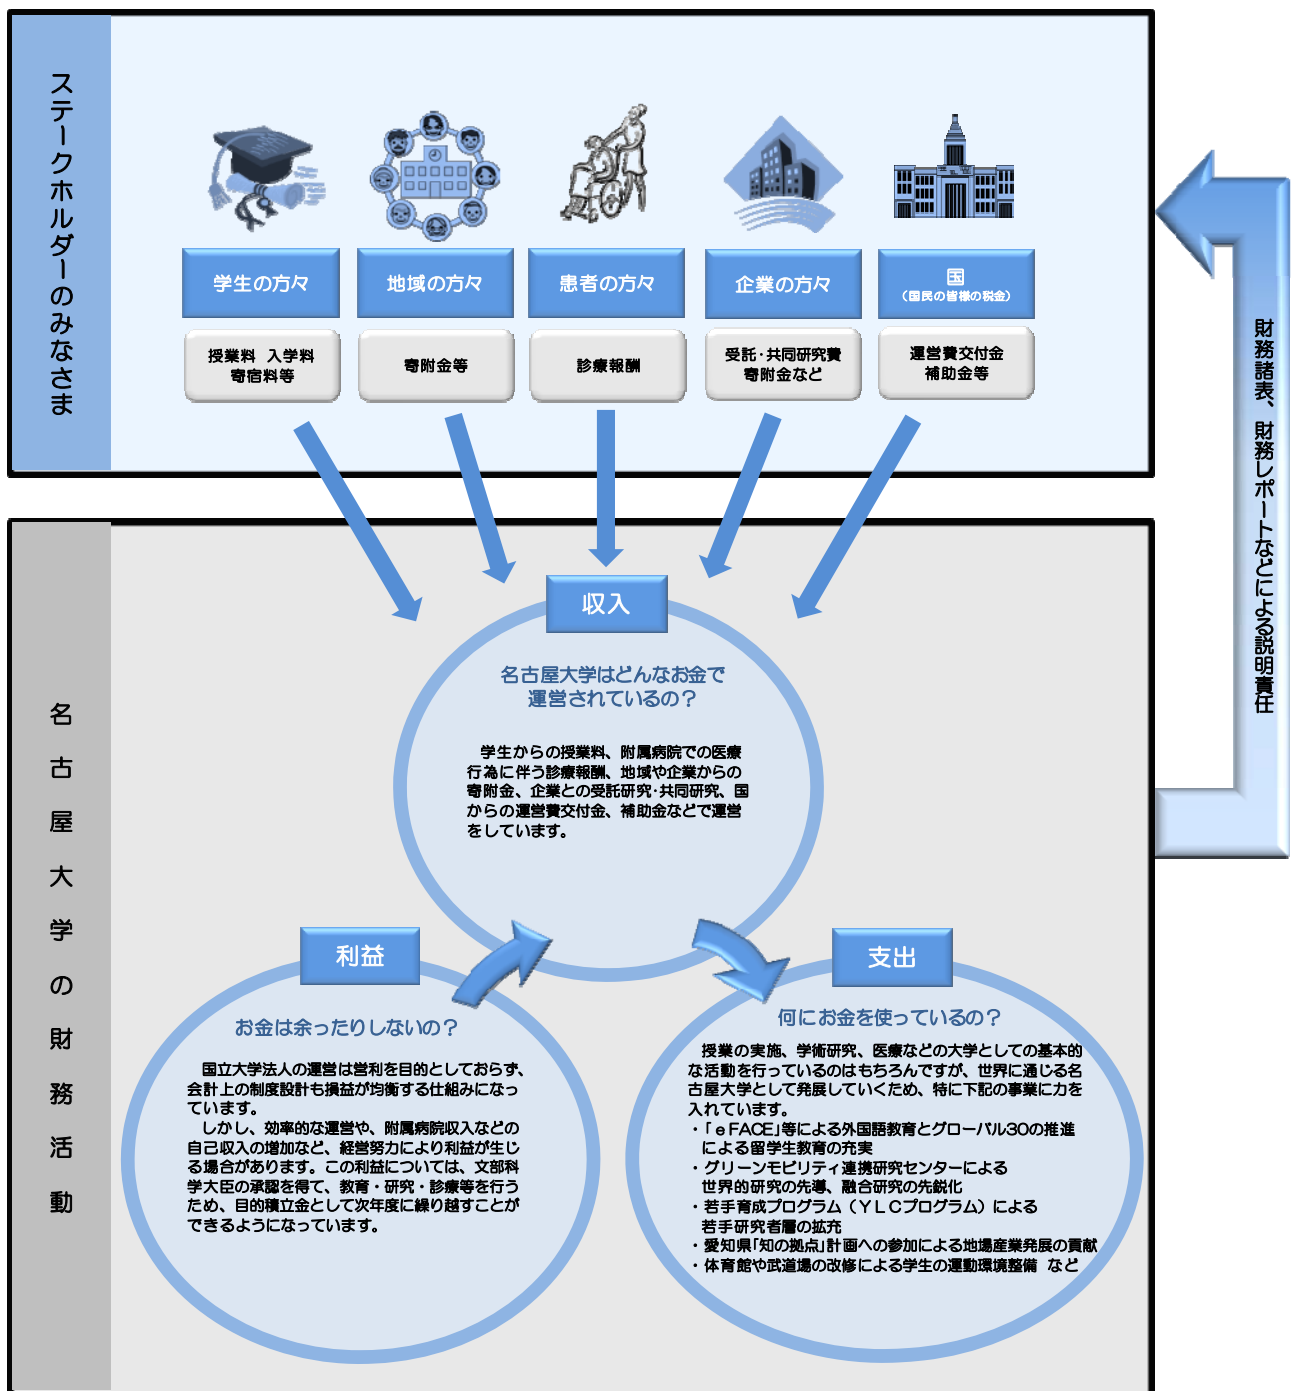 ステークホルダーのみなさま
学生の方々
地域の方々
患者の方々
企業の方々
国
（国民の皆様の税金）
授業料 入学料
寄宿料等
寄附金等
診療報酬
受託・共同研究費
寄附金など
運営費交付金
補助金等
財務諸表、財務レポートなどによる説明責任
名古屋大学の財務活動
収入
名古屋大学はどんなお金で
運営されているの？
学生からの授業料、附属病院での医療
行為に伴う診療報酬、地域や企業からの
寄附金、企業との受託研究・共同研究、国
からの運営費交付金、補助金などで運営
をしています。
利益
お金は余ったりしないの？
国立大学法人の運営は営利を目的としておらず、
会計上の制度設計も損益が均衡する仕組みになっ
ています。
しかし、効率的な運営や、附属病院収入などの
自己収入の増加など、経営努力により利益が生じ
る場合があります。この利益については、文部科
学大臣の承認を得て、教育・研究・診療等を行う
ため、目的積立金として次年度に繰り越すことが
できるようになっています。
支出
何にお金を使っているの？
授業の実施、学術研究、医療などの大学としての基本的
な活動を行っているのはもちろんですが、世界に通じる名
古屋大学として発展していくため、特に下記の事業に力を
入れています。
・「ｅFACE」等による外国語教育とグローバル30の推進
による留学生教育の充実
・グリーンモビリティ連携研究センターによる
世界的研究の先導、融合研究の先鋭化
・若手育成プログラム（ＹＬＣプログラム）による
若手研究者層の拡充
・愛知県「知の拠点」計画への参加による地場産業発展の貢献
・体育館や武道場の改修による学生の運動環境整備 など